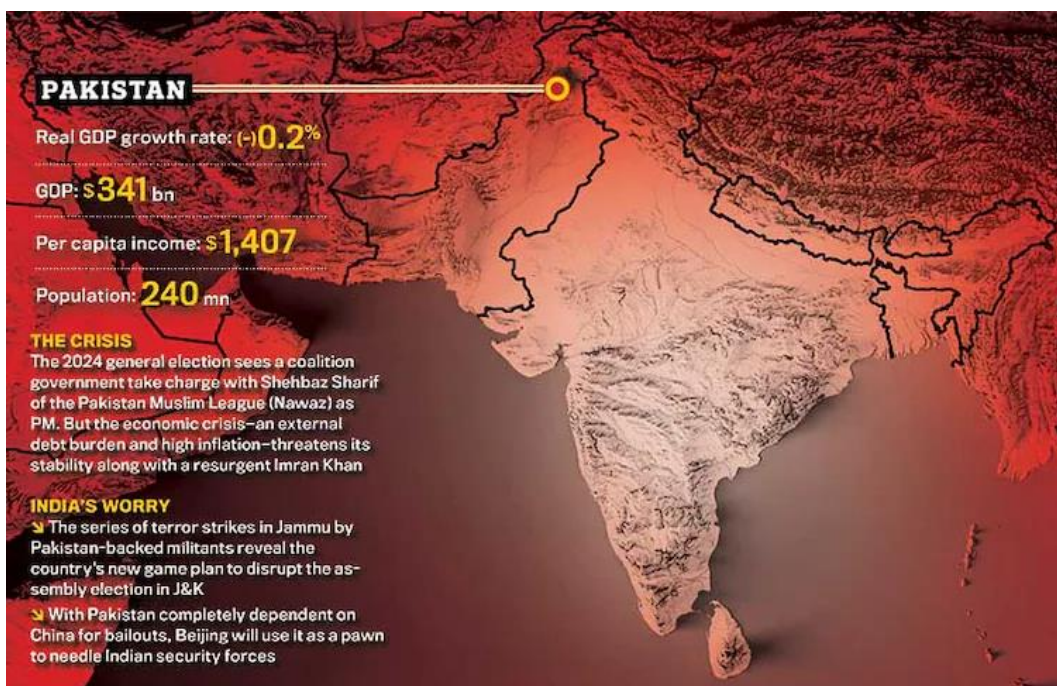 PAKISTAN
Real GDP growth rate: (-)0.2%
GDP: $341 bn
Per capita income: $1,407
Population: 240 mn
THE CRISIS
The 2024 general election sees a coalition
government take charge with Shehbaz Sharif
of the Pakistan Muslim League (Nawaz) as
PM. But the economic crisis–an external
debt burden and high inflation–threatens its
stability along with a resurgent Imran Khan
INDIA'S WORRY
↘ The series of terror strikes in Jammu by
Pakistan-backed militants reveal the
country's new game plan to disrupt the as-
sembly election in J&K
↘ With Pakistan completely dependent on
China for bailouts, Beijing will use it as a pawn
to needle Indian security forces